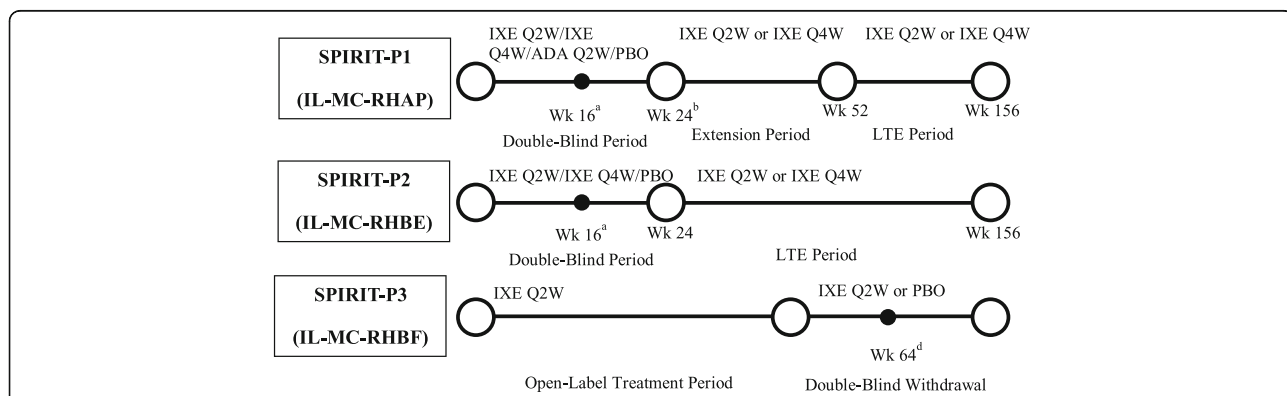 IXE Q2W/IXE
Q4W/ADA Q2W/PBO
IXE Q2W or IXE Q4W
IXE Q2W or IXE Q4W
SPIRIT-P1
(IL-MC-RHAP)
Wk 16ᵃ
Wk 24ᵇ
Wk 52
Wk 156
Double-Blind Period
Extension Period
LTE Period
IXE Q2W/IXE Q4W/PBO
IXE Q2W or IXE Q4W
SPIRIT-P2
(IL-MC-RHBE)
Wk 16ᵃ
Wk 24
Wk 156
Double-Blind Period
LTE Period
IXE Q2W
IXE Q2W or PBO
SPIRIT-P3
(IL-MC-RHBF)
Wk 64ᵈ
Open-Label Treatment Period
Double-Blind Withdrawal